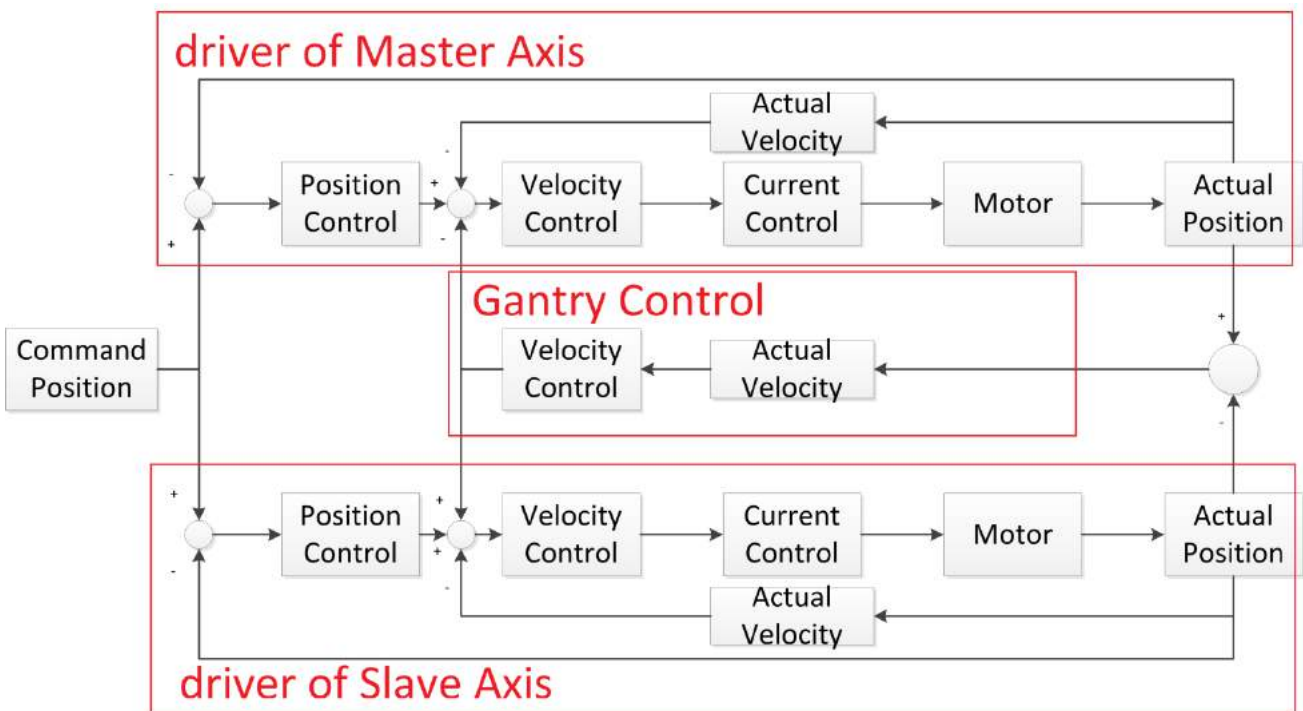 driver of Master Axis
Actual
Velocity
-
-
+
Position
Control
Velocity
Control
Current
Control
Motor
Actual
Position
+
-
Gantry Control
+
Command
Position
Velocity
Control
Actual
Velocity
-
+
+
Position
Control
Velocity
Control
Current
Control
Motor
Actual
Position
-
+
-
Actual
Velocity
driver of Slave Axis